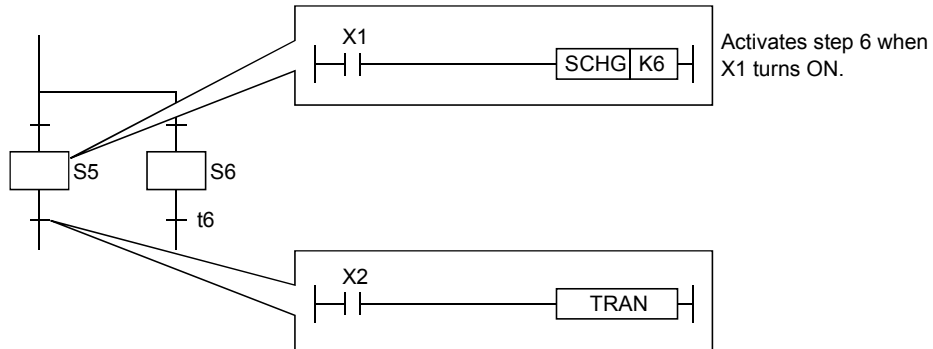 X1
SCHG K6
Activates step 6 when
X1 turns ON.
S5
S6
t6
X2
TRAN